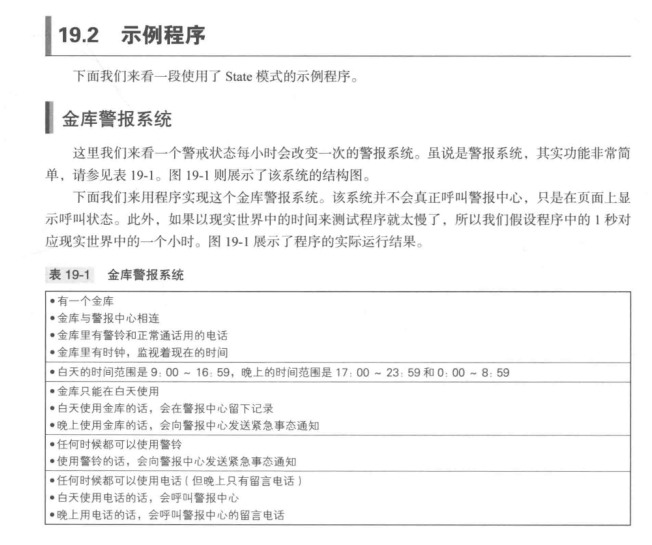 19.2 示例程序
下面我们来看一段使用了 State 模式的示例程序。
金库警报系统
这里我们来看一个警戒状态每小时会改变一次的警报系统。虽说是警报系统，其实功能非常简
单，请参见表 19-1。图 19-1 则展示了该系统的结构图。
下面我们来用程序实现这个金库警报系统。该系统并不会真正呼叫警报中心，只是在页面上显
示呼叫状态。此外，如果以现实世界中的时间来测试程序就太慢了，所以我们假设程序中的 1 秒对
应现实世界中的一个小时。图 19-1 展示了程序的实际运行结果。
表 19-1 金库警报系统
●有一个金库
●金库与警报中心相连
●金库里有警铃和正常通话用的电话
●金库里有时钟，监视着现在的时间
●白天的时间范围是 9：00 ~ 16：59，晚上的时间范围是 17：00 ~ 23：59 和 0：00 ~ 8：59
●金库只能在白天使用
●白天使用金库的话，会在警报中心留下记录
●晚上使用金库的话，会向警报中心发送紧急事态通知
●任何时候都可以使用警铃
●使用警铃的话，会向警报中心发送紧急事态通知
●任何时候都可以使用电话（但晚上只有留言电话）
●白天使用电话的话，会呼叫警报中心
●晚上用电话的话，会呼叫警报中心的留言电话